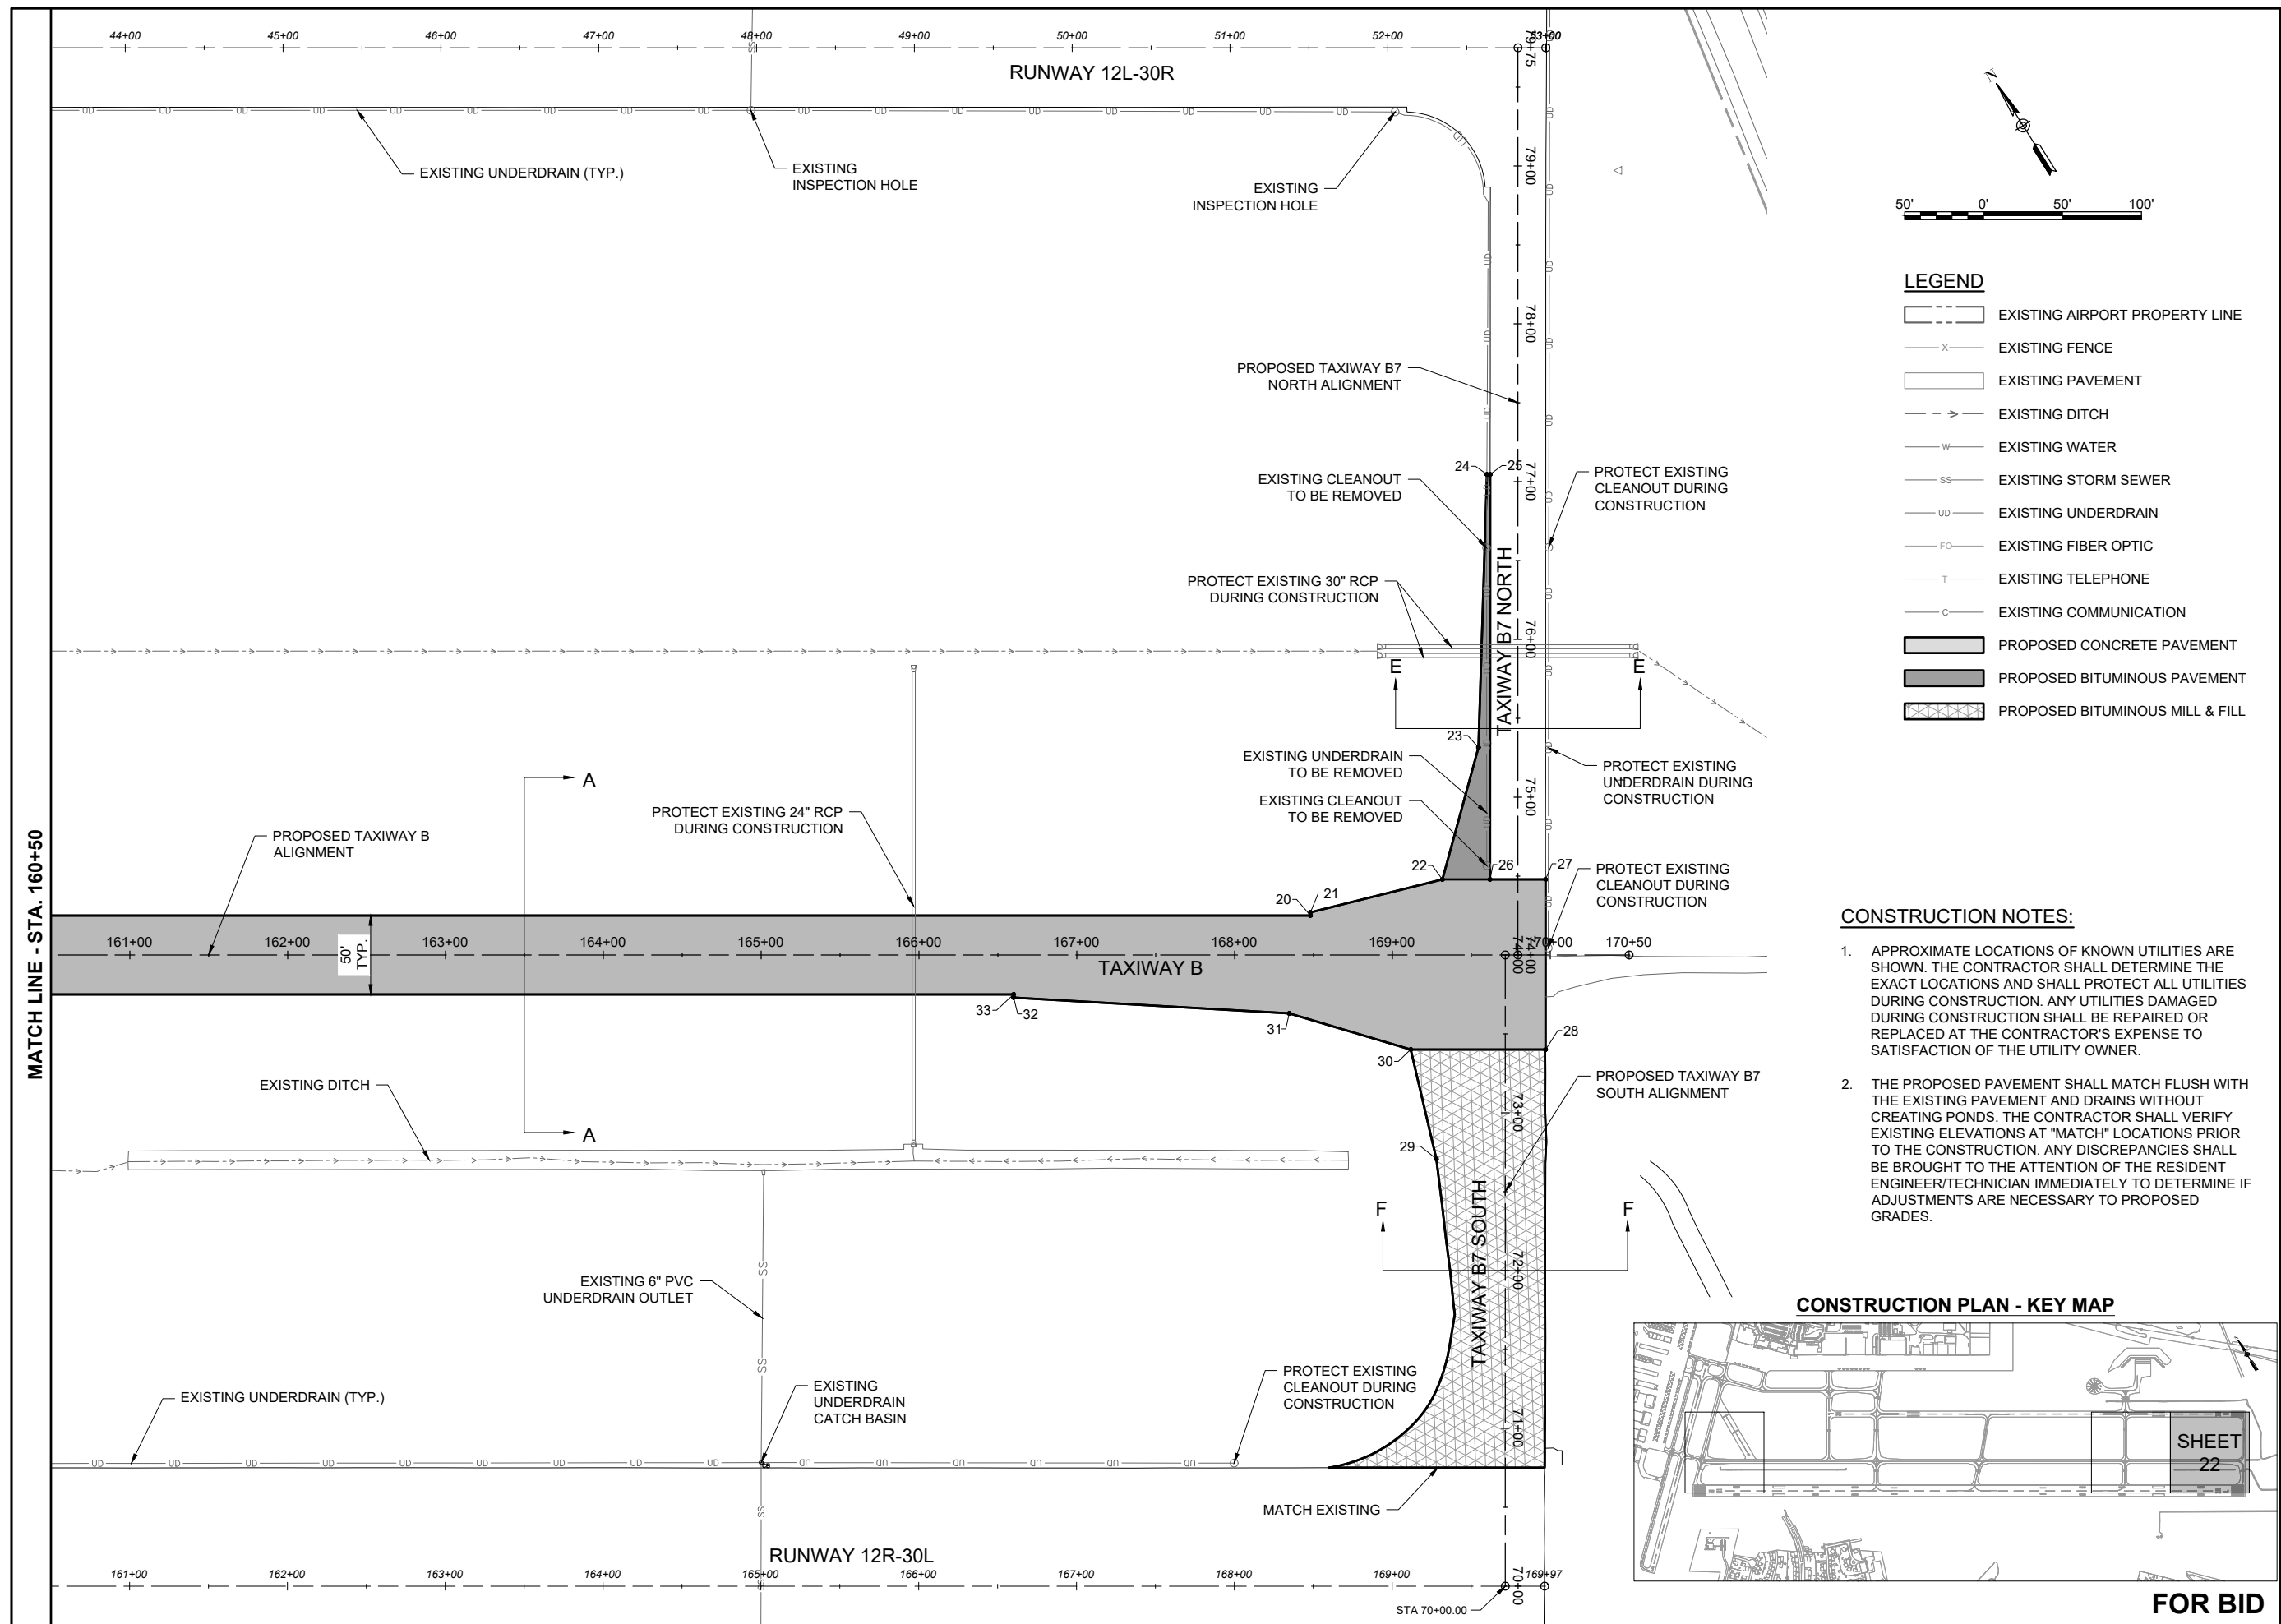 44+00 45+00 46+00 47+00 48+00 49+00 50+00 51+00 52+00 53+00
79+75
RUNWAY 12L-30R
EXISTING UNDERDRAIN (TYP.)
EXISTING
INSPECTION HOLE
EXISTING
INSPECTION HOLE
79+00
78+00
PROPOSED TAXIWAY B7
NORTH ALIGNMENT
24
25
77+00
EXISTING CLEANOUT
TO BE REMOVED
PROTECT EXISTING
CLEANOUT DURING
CONSTRUCTION
PROTECT EXISTING 30" RCP
DURING CONSTRUCTION
TAXIWAY B7 NORTH
76+00
E
E
23
EXISTING UNDERDRAIN
TO BE REMOVED
PROTECT EXISTING
UNDERDRAIN DURING
CONSTRUCTION
A
EXISTING CLEANOUT
TO BE REMOVED
75+00
PROTECT EXISTING 24" RCP
DURING CONSTRUCTION
PROPOSED TAXIWAY B
ALIGNMENT
MATCH LINE - STA. 160+50
22
26
27
PROTECT EXISTING
CLEANOUT DURING
CONSTRUCTION
20
21
161+00 162+00 163+00 164+00 165+00 166+00 167+00 168+00 169+00 170+00 170+50
74+00
74+00
50'
TYP.
TAXIWAY B
33
32
31
30
28
EXISTING DITCH
A
PROPOSED TAXIWAY B7
SOUTH ALIGNMENT
73+00
29
F
F
TAXIWAY B7 SOUTH
72+00
EXISTING 6" PVC
UNDERDRAIN OUTLET
EXISTING UNDERDRAIN (TYP.)
EXISTING
UNDERDRAIN
CATCH BASIN
PROTECT EXISTING
CLEANOUT DURING
CONSTRUCTION
71+00
MATCH EXISTING
RUNWAY 12R-30L
161+00 162+00 163+00 164+00 165+00 166+00 167+00 168+00 169+00 169+97
70+00
STA 70+00.00
N
50' 0' 50' 100'
LEGEND
EXISTING AIRPORT PROPERTY LINE
X EXISTING FENCE
EXISTING PAVEMENT
EXISTING DITCH
W EXISTING WATER
SS EXISTING STORM SEWER
UD EXISTING UNDERDRAIN
FO EXISTING FIBER OPTIC
T EXISTING TELEPHONE
C EXISTING COMMUNICATION
PROPOSED CONCRETE PAVEMENT
PROPOSED BITUMINOUS PAVEMENT
PROPOSED BITUMINOUS MILL & FILL
CONSTRUCTION NOTES:
1. APPROXIMATE LOCATIONS OF KNOWN UTILITIES ARE
SHOWN. THE CONTRACTOR SHALL DETERMINE THE
EXACT LOCATIONS AND SHALL PROTECT ALL UTILITIES
DURING CONSTRUCTION. ANY UTILITIES DAMAGED
DURING CONSTRUCTION SHALL BE REPAIRED OR
REPLACED AT THE CONTRACTOR'S EXPENSE TO
SATISFACTION OF THE UTILITY OWNER.
2. THE PROPOSED PAVEMENT SHALL MATCH FLUSH WITH
THE EXISTING PAVEMENT AND DRAINS WITHOUT
CREATING PONDS. THE CONTRACTOR SHALL VERIFY
EXISTING ELEVATIONS AT "MATCH" LOCATIONS PRIOR
TO THE CONSTRUCTION. ANY DISCREPANCIES SHALL
BE BROUGHT TO THE ATTENTION OF THE RESIDENT
ENGINEER/TECHNICIAN IMMEDIATELY TO DETERMINE IF
ADJUSTMENTS ARE NECESSARY TO PROPOSED
GRADES.
CONSTRUCTION PLAN - KEY MAP
SHEET
22
FOR BID